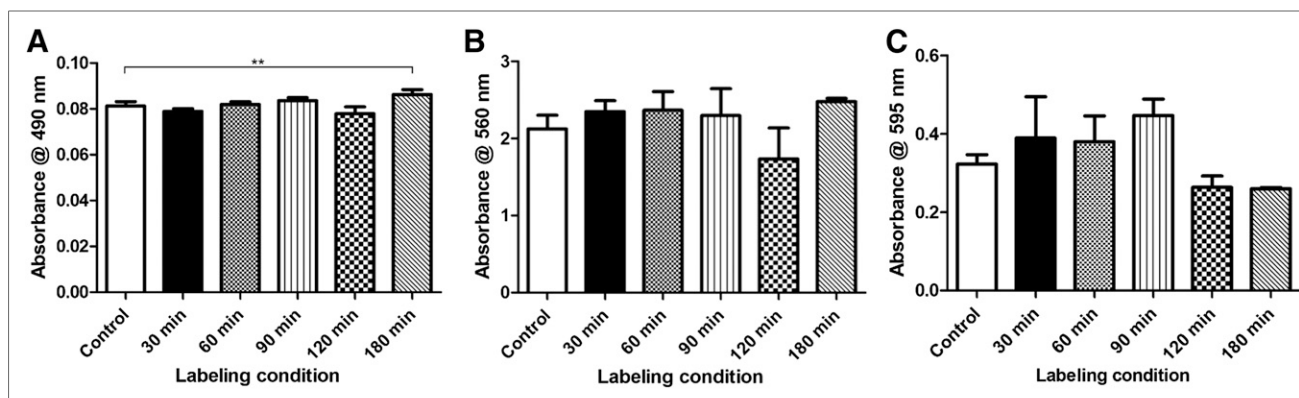 A
Absorbance @ 490 nm
0.10
0.08
0.06
0.04
0.02
0.00
**
Control
30 min
60 min
90 min
120 min
180 min
Labeling condition
B
Absorbance @ 560 nm
3
2
1
0
Control
30 min
60 min
90 min
120 min
180 min
Labeling condition
C
Absorbance @ 595 nm
0.6
0.4
0.2
0.0
Control
30 min
60 min
90 min
120 min
180 min
Labeling condition